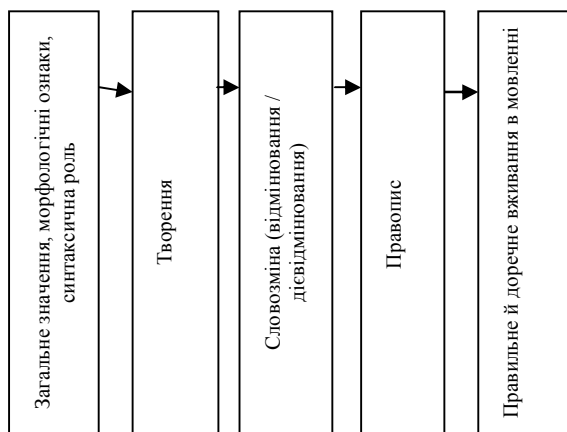 Загальне значення, морфологічні ознаки,
синтаксична роль
Творення
Словозміна (відмінювання /
дієвідмінювання)
Правопис
Правильне й доречне вживання в мовленні